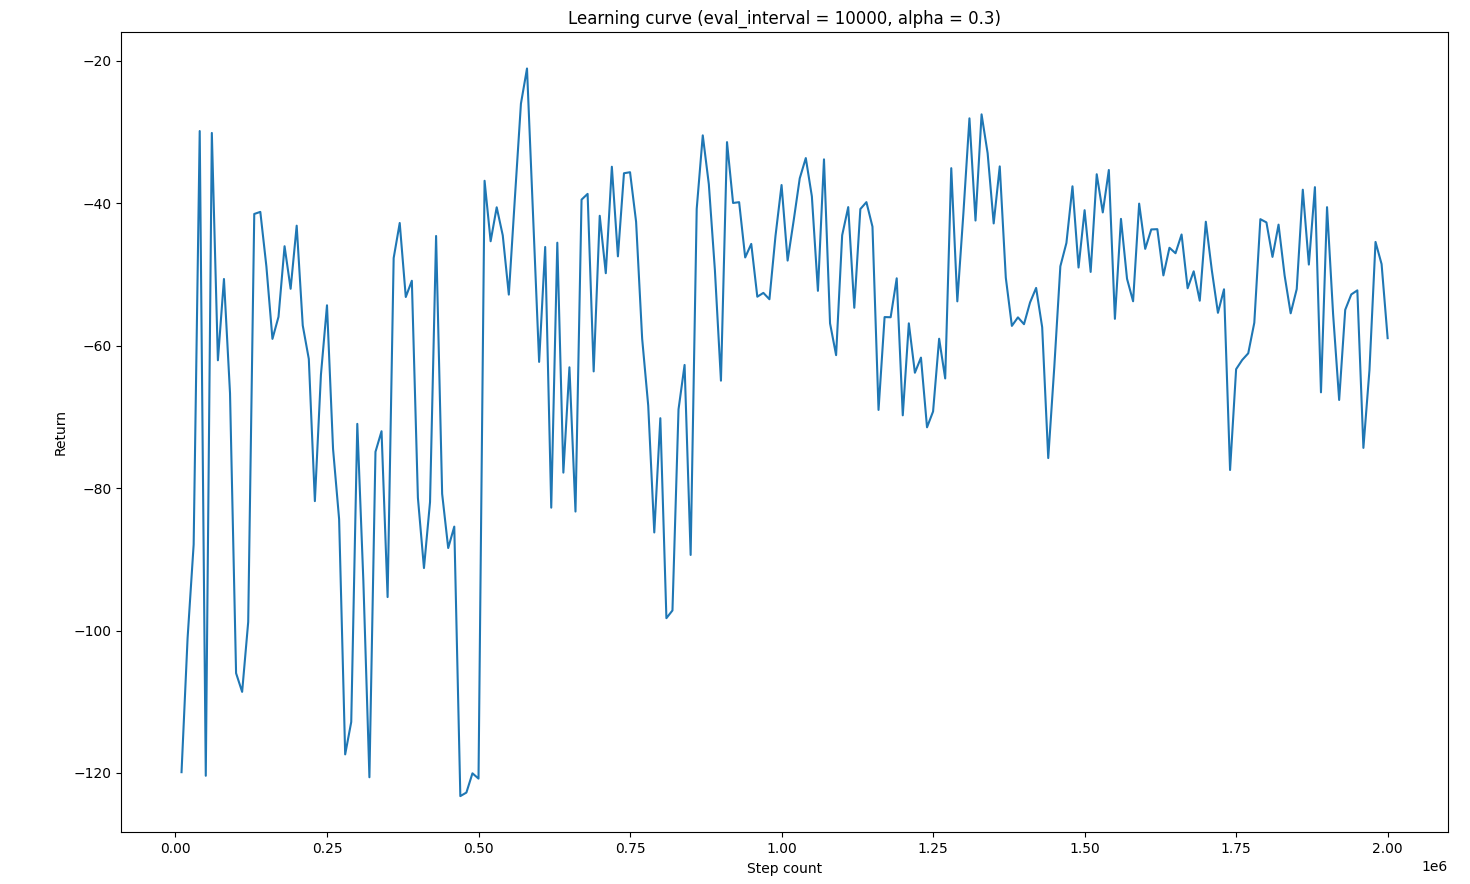 Learning curve (eval_interval = 10000, alpha = 0.3)
−20
−40
−60
−80
−100
−120
Return
0.00 0.25 0.50 0.75 1.00 1.25 1.50 1.75 2.00
Step count
1e6